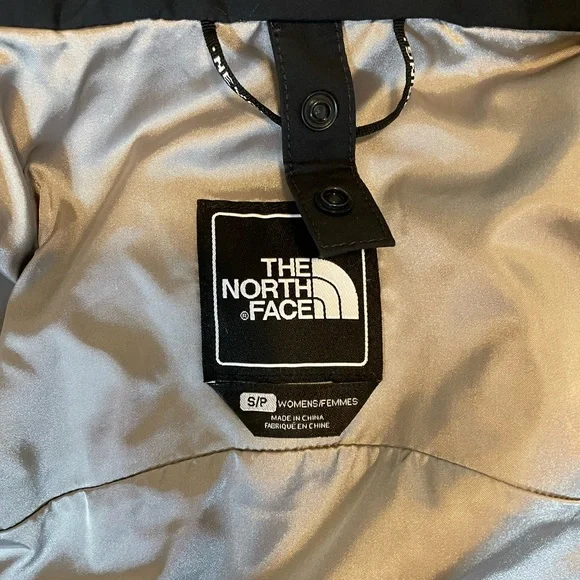 THE
NORTH
®FACE
S/P WOMENS/FEMMES
MADE IN CHINA
FABRIQUÉ EN CHINE